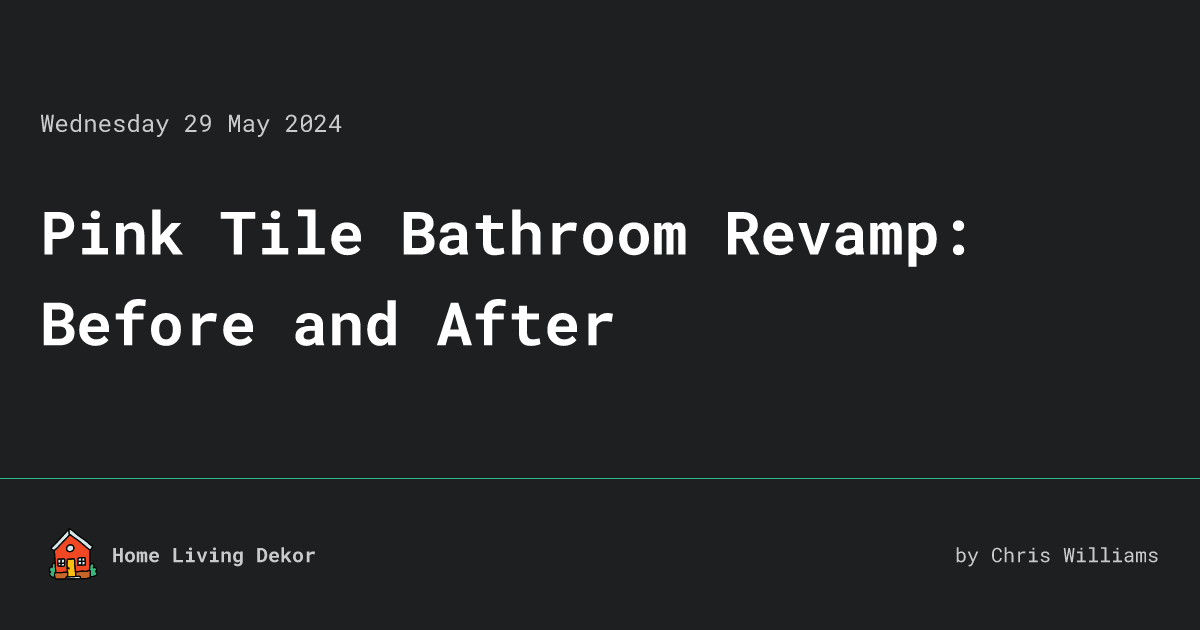 Wednesday 29 May 2024
Pink Tile Bathroom Revamp:
Before and After
Home Living Dekor
by Chris Williams